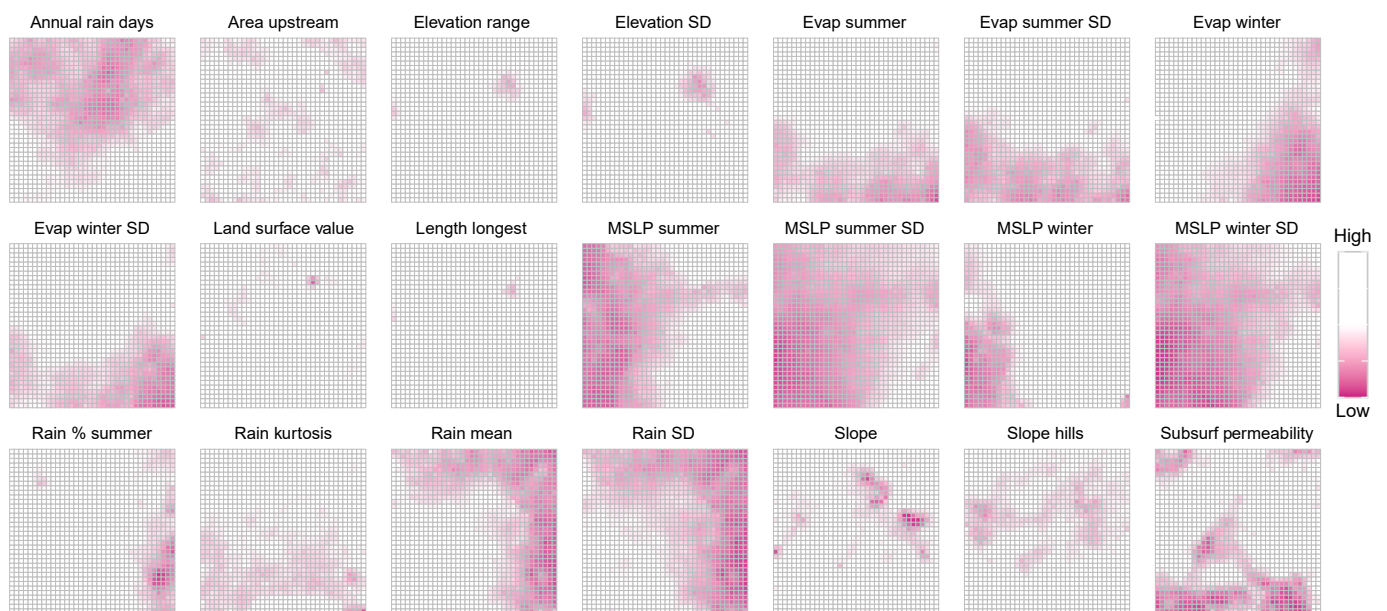 Annual rain days
Area upstream
Elevation range
Elevation SD
Evap summer
Evap summer SD
Evap winter
Evap winter SD
Land surface value
Length longest
MSLP summer
MSLP summer SD
MSLP winter
MSLP winter SD
High
Low
Rain % summer
Rain kurtosis
Rain mean
Rain SD
Slope
Slope hills
Subsurf permeability